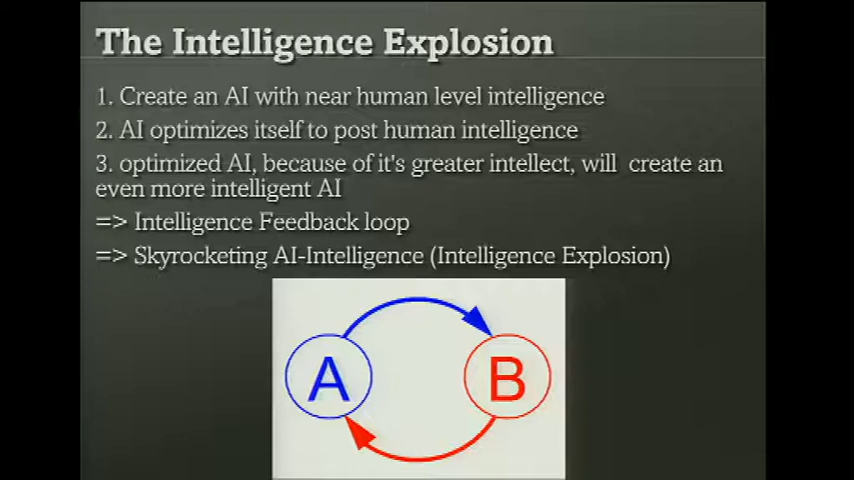 The Intelligence Explosion
1. Create an AI with near human level intelligence
2. AI optimizes itself to post human intelligence
3. optimized AI, because of it's greater intellect, will create an
even more intelligent AI
=> Intelligence Feedback loop
=> Skyrocketing AI-Intelligence (Intelligence Explosion)
A B